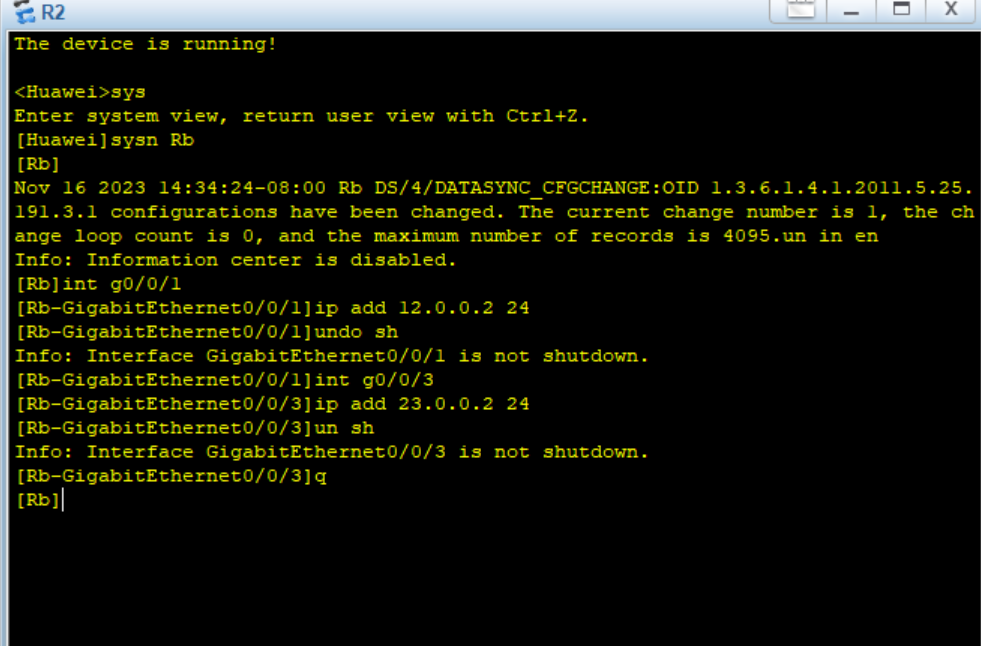 R2
The device is running!
<Huawei>sys
Enter system view, return user view with Ctrl+Z.
[Huawei]sysn Rb
[Rb]
Nov 16 2023 14:34:24-08:00 Rb DS/4/DATASYNC_CFGCHANGE:OID 1.3.6.1.4.1.2011.5.25.
191.3.1 configurations have been changed. The current change number is 1, the ch
ange loop count is 0, and the maximum number of records is 4095.un in en
Info: Information center is disabled.
[Rb]int g0/0/1
[Rb-GigabitEthernet0/0/1]ip add 12.0.0.2 24
[Rb-GigabitEthernet0/0/1]undo sh
Info: Interface GigabitEthernet0/0/1 is not shutdown.
[Rb-GigabitEthernet0/0/1]int g0/0/3
[Rb-GigabitEthernet0/0/3]ip add 23.0.0.2 24
[Rb-GigabitEthernet0/0/3]un sh
Info: Interface GigabitEthernet0/0/3 is not shutdown.
[Rb-GigabitEthernet0/0/3]q
[Rb]